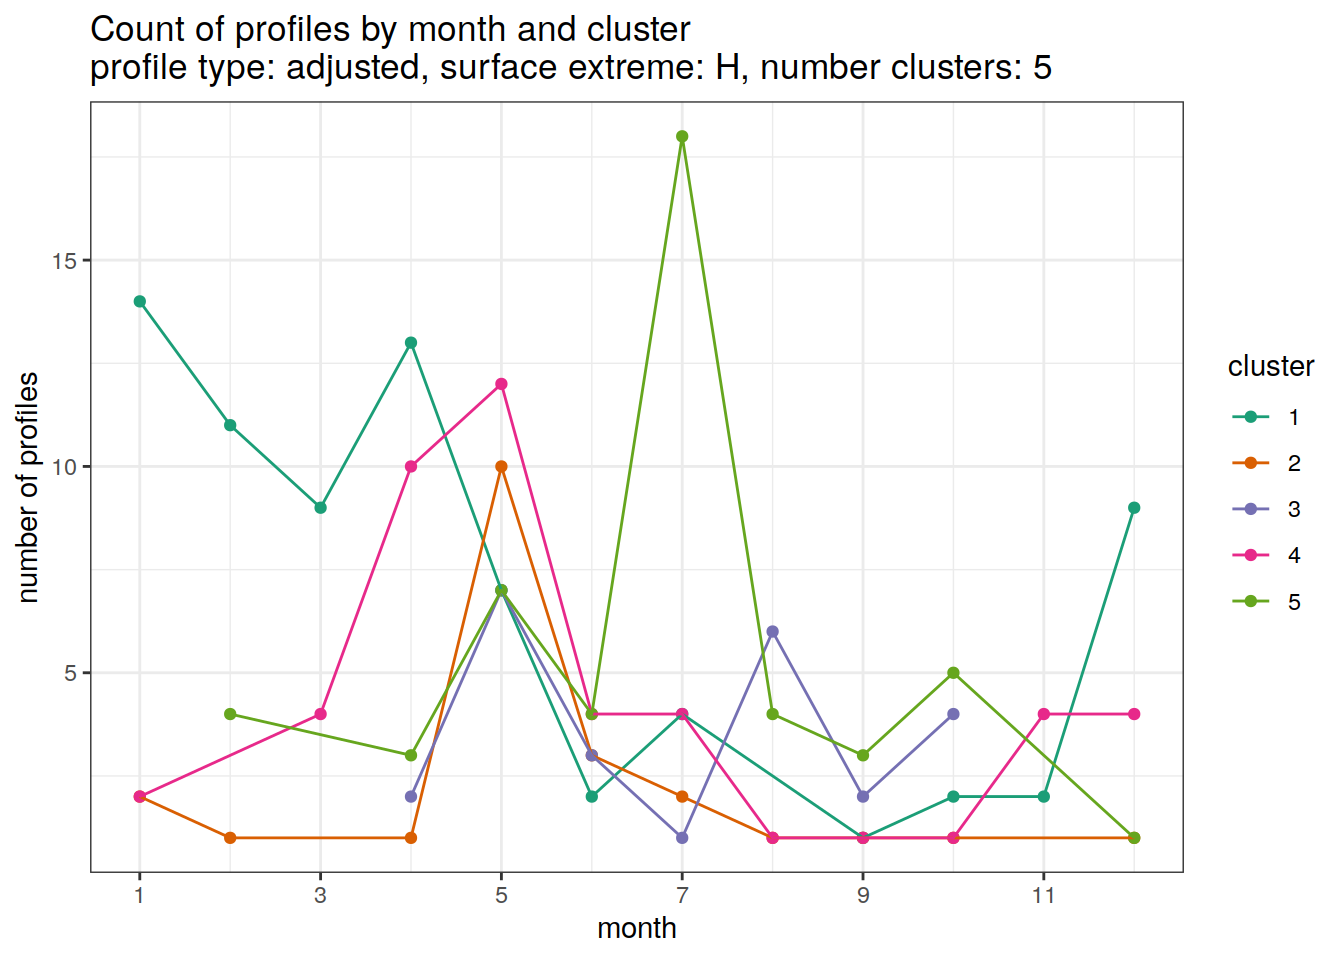 Count of profiles by month and cluster
profile type: adjusted, surface extreme: H, number clusters: 5
number of profiles
15
10
5
1
3
5
7
9
11
month
cluster
1
2
3
4
5